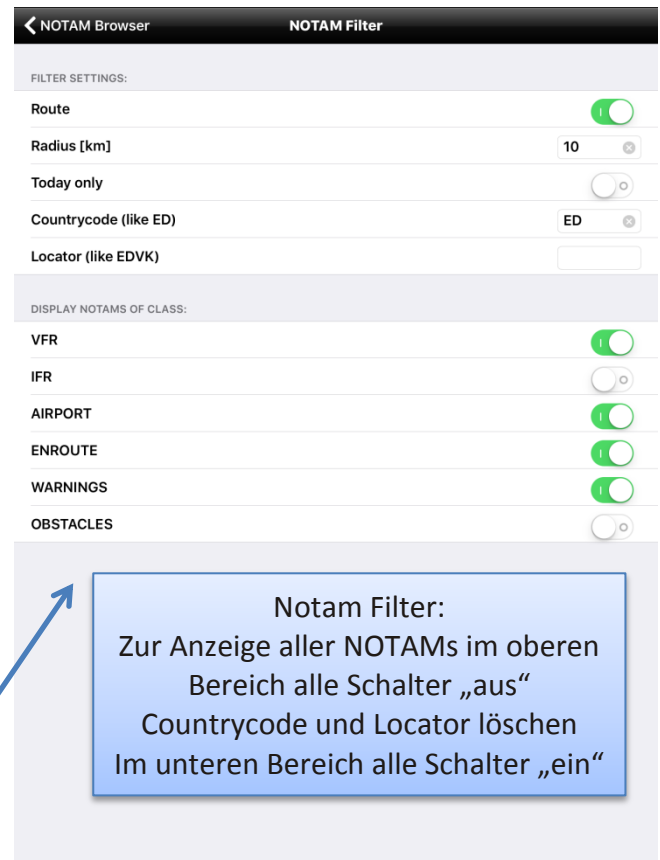 NOTAM Browser NOTAM Filter
FILTER SETTINGS:
Route
Radius [km] 10
Today only
Countrycode (like ED) ED
Locator (like EDVK)
DISPLAY NOTAMS OF CLASS:
VFR
IFR
AIRPORT
ENROUTE
WARNINGS
OBSTACLES
Notam Filter:
Zur Anzeige aller NOTAMs im oberen
Bereich alle Schalter „aus“
Countrycode und Locator löschen
Im unteren Bereich alle Schalter „ein“